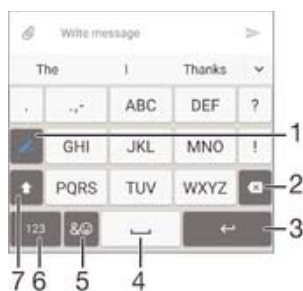 Write message
The I Thanks
. .,- ABC DEF ?
GHI JKL MNO ! 1
PQRS TUV WXYZ 2
123 &☺ 3
7 6 5 4